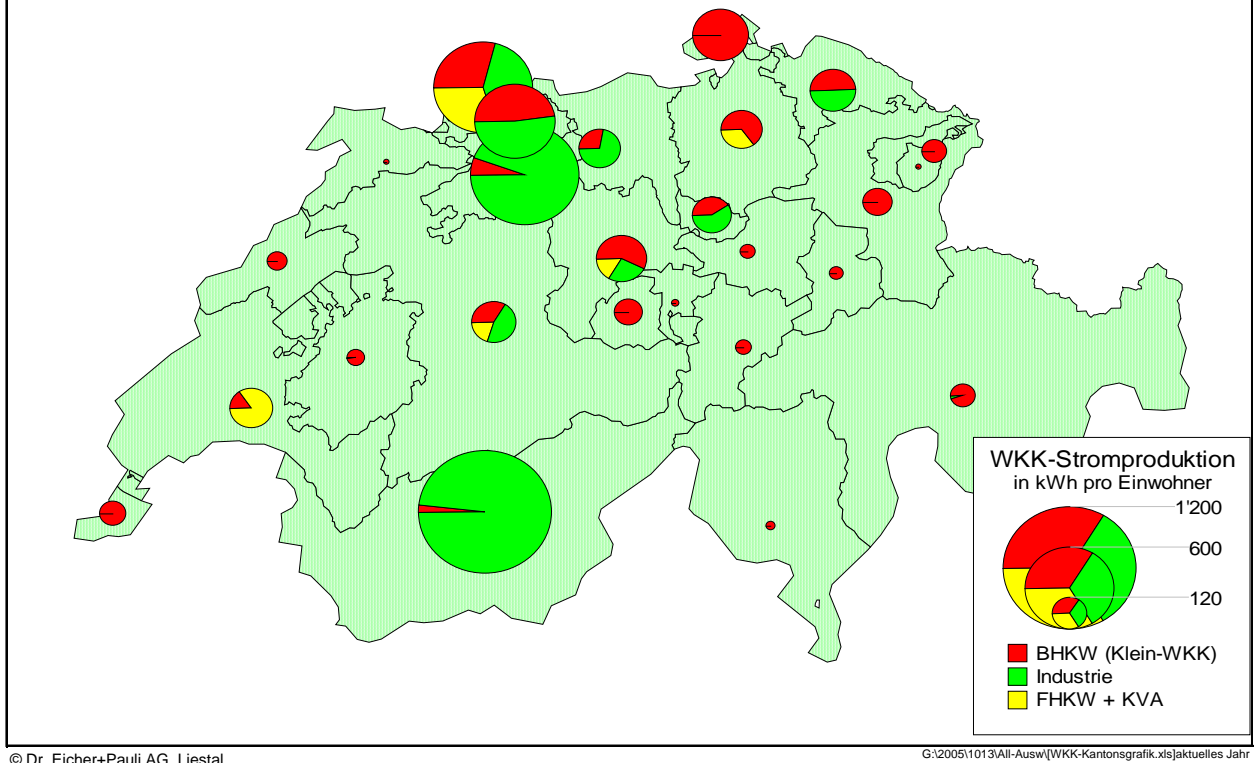 WKK-Stromproduktion
in kWh pro Einwohner
1'200
600
120
BHKW (Klein-WKK)
Industrie
FHKW + KVA
© Dr. Eicher+Pauli AG, Liestal
G:\2005\1013\All-Ausw\[WKK-Kantonsgrafik.xls]aktuelles Jahr